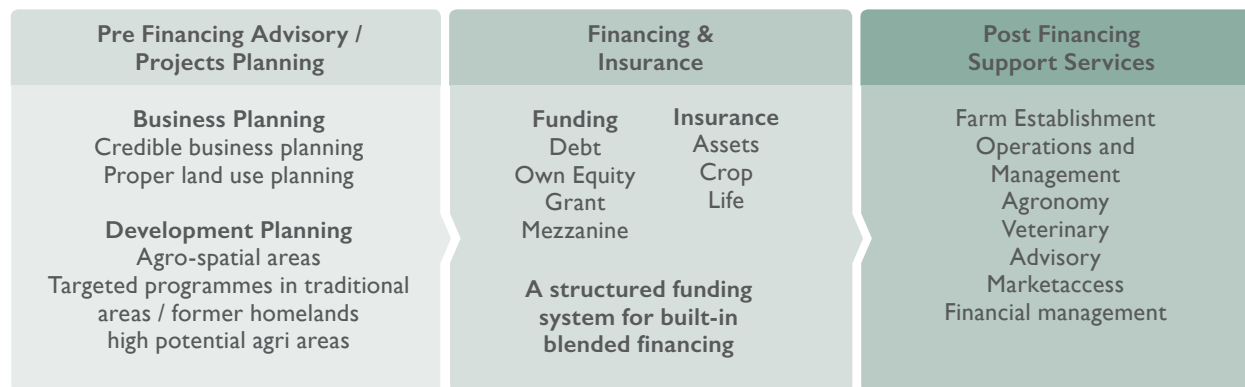 Pre Financing Advisory /
Projects Planning
Business Planning
Credible business planning
Proper land use planning
Development Planning
Agro-spatial areas
Targeted programmes in traditional
areas / former homelands
high potential agri areas
Financing &
Insurance
Funding
Debt
Own Equity
Grant
Mezzanine
Insurance
Assets
Crop
Life
A structured funding
system for built-in
blended financing
Post Financing
Support Services
Farm Establishment
Operations and
Management
Agronomy
Veterinary
Advisory
Marketaccess
Financial management